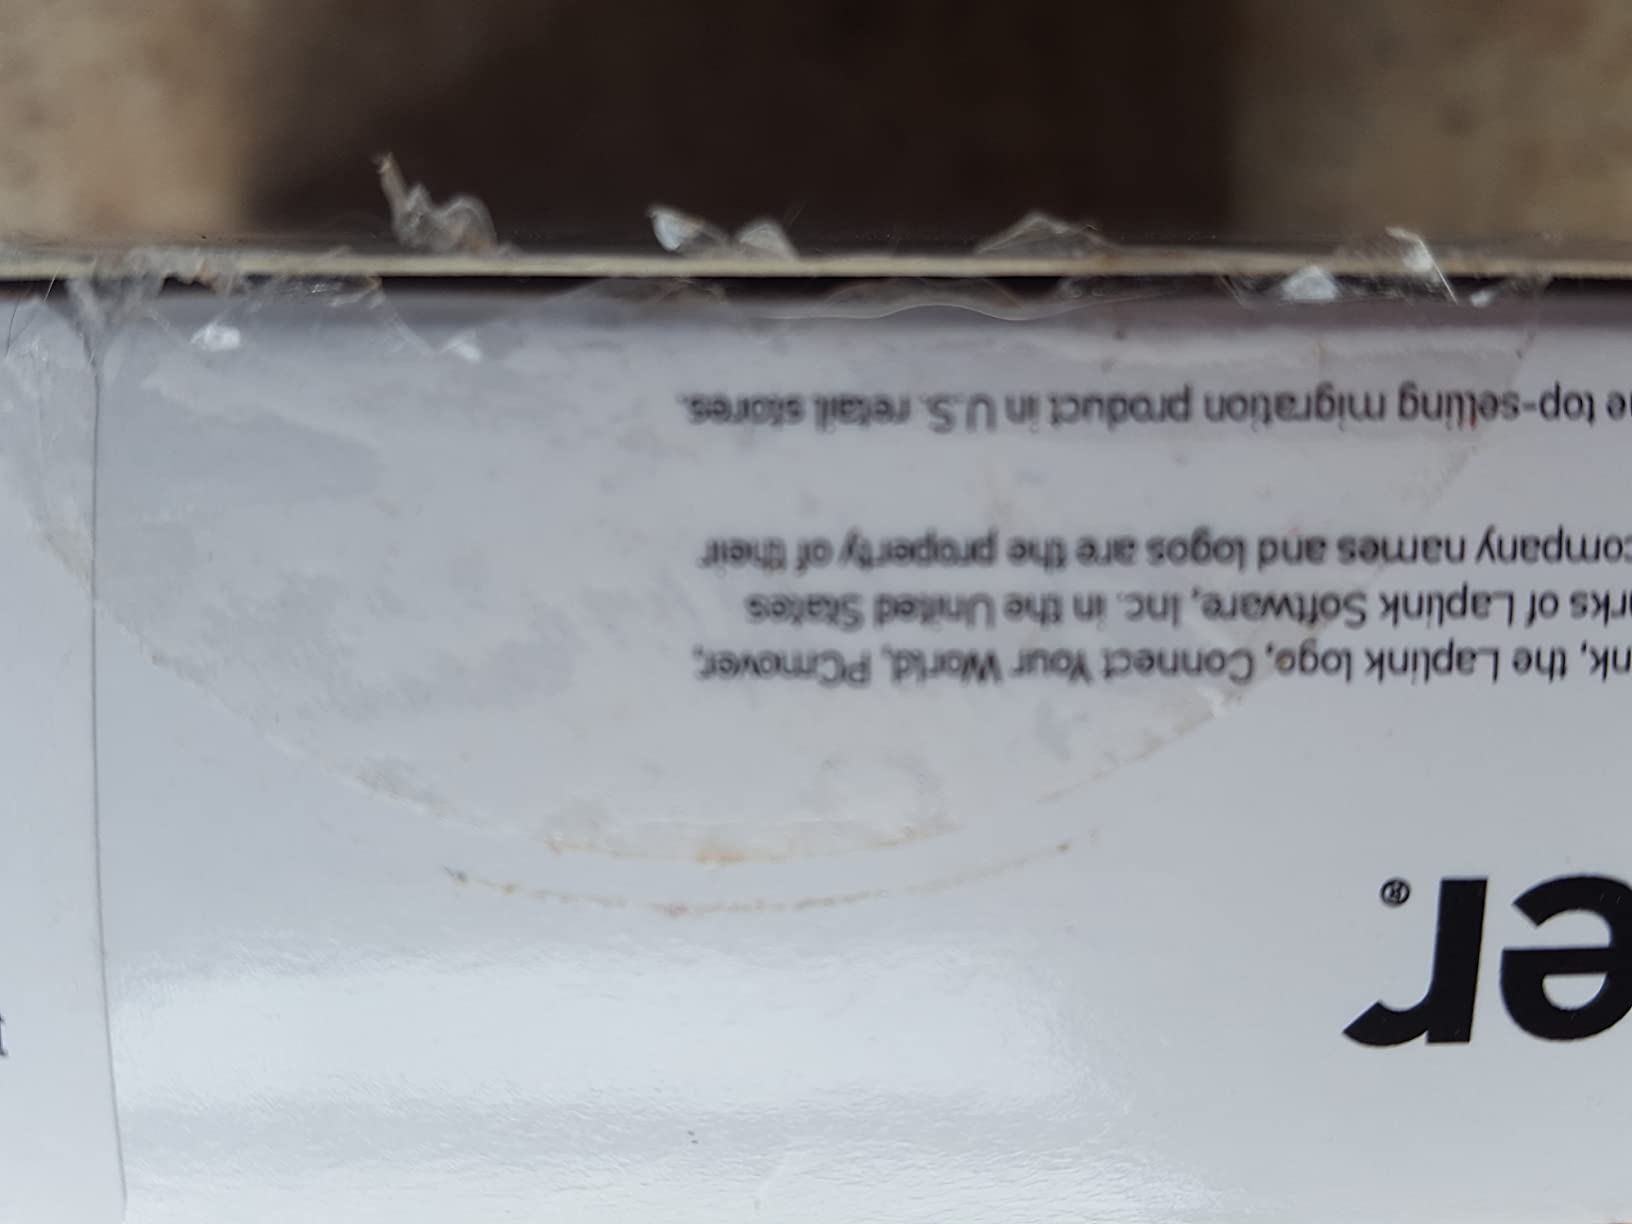 er®
nk, the Laplink logo, Connect Your World, PCmover,
rks of Laplink Software, Inc. in the United States
company names and logos are the property of their
e top-selling migration product in U.S. retail stores.